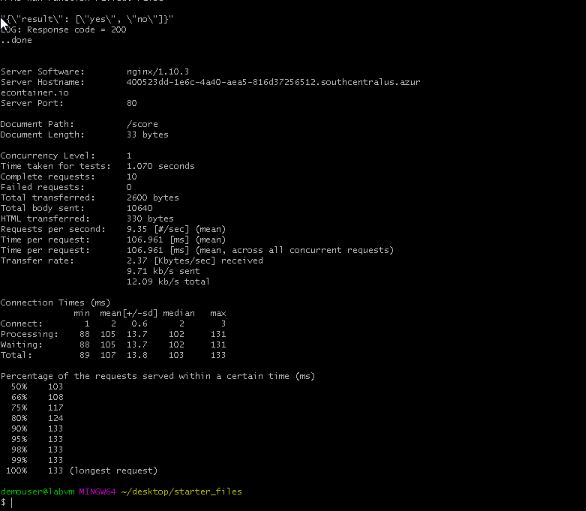 "{\"result\": [\"yes\", \"no\"]}"
LOG: Response code = 200
..done
Server Software: nginx/1.10.3
Server Hostname: 400523dd-1e6c-4a40-aea5-816d37256512.southcentralus.azur
econtainer.io
Server Port: 80
Document Path: /score
Document Length: 33 bytes
Concurrency Level: 1
Time taken for tests: 1.070 seconds
Complete requests: 10
Failed requests: 0
Total transferred: 2600 bytes
Total body sent: 10640
HTML transferred: 330 bytes
Requests per second: 9.35 [#/sec] (mean)
Time per request: 106.961 [ms] (mean)
Time per request: 106.961 [ms] (mean, across all concurrent requests)
Transfer rate: 2.37 [Kbytes/sec] received
9.71 kb/s sent
12.09 kb/s total
Connection Times (ms)
min mean[+/-sd] median max
Connect: 1 2 0.6 2 3
Processing: 88 105 13.7 102 131
Waiting: 88 105 13.7 102 131
Total: 89 107 13.8 103 133
Percentage of the requests served within a certain time (ms)
50% 103
66% 108
75% 117
80% 124
90% 133
95% 133
98% 133
99% 133
100% 133 (longest request)
demouser@labvm MINGW64 ~/desktop/starter_files
$